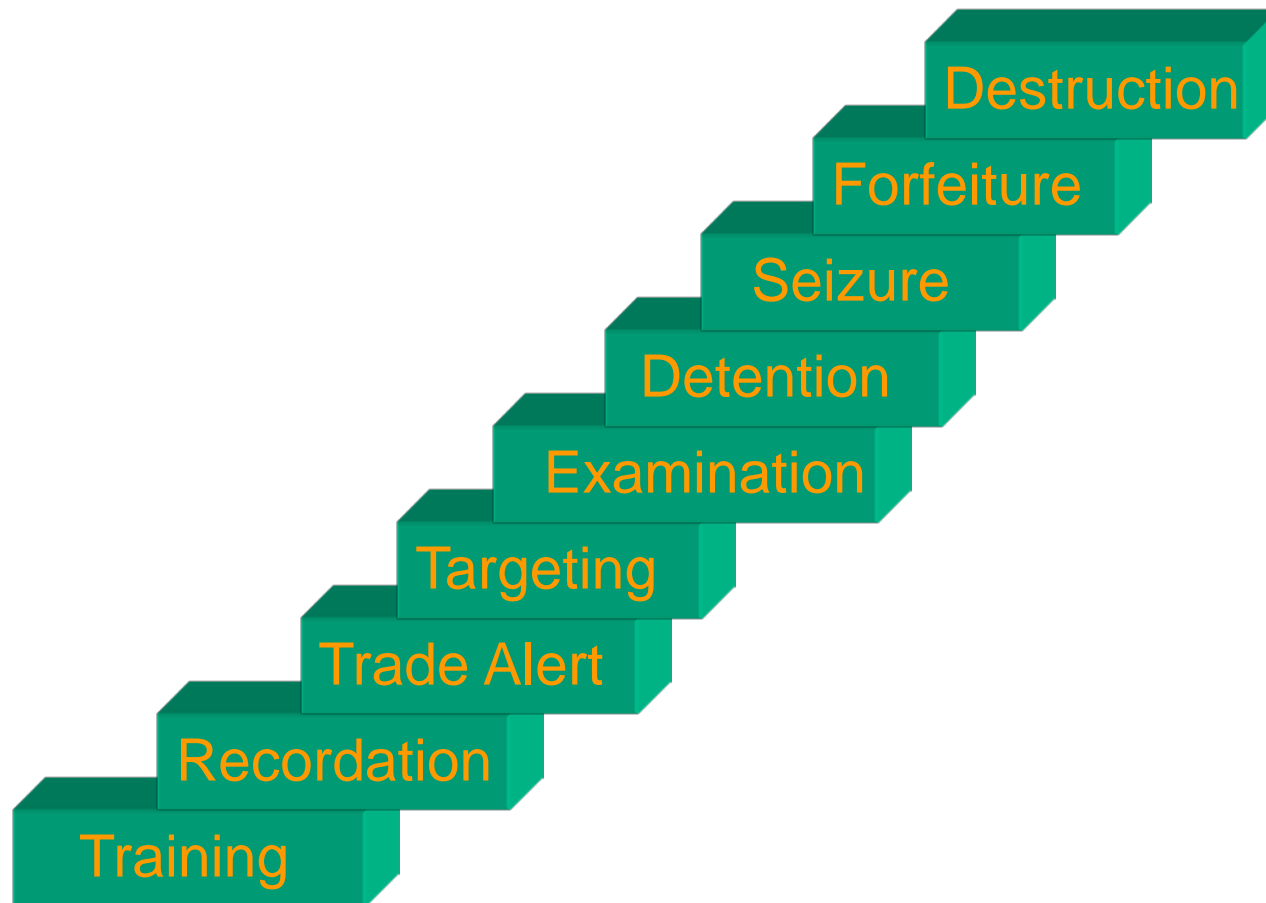 Destruction
Forfeiture
Seizure
Detention
Examination
Targeting
Trade Alert
Recordation
Training